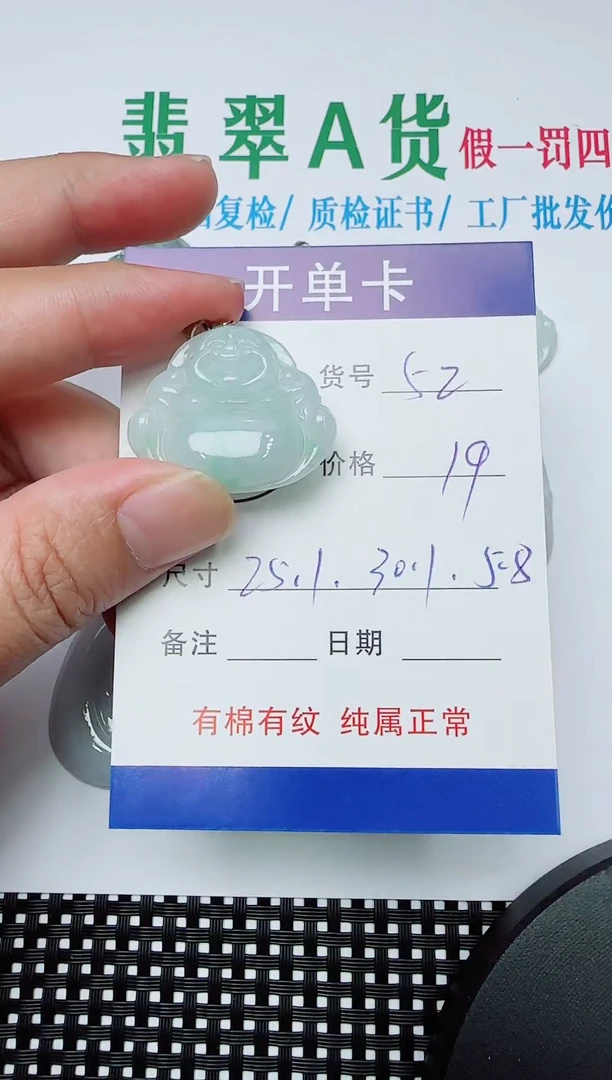 翡翠A货 假一罚四
复检/ 质检证书/ 工厂批发价
开单卡
货号 52
价格 19
尺寸 25.1. 30.1. 5.8
备注 日期
有棉有纹 纯属正常